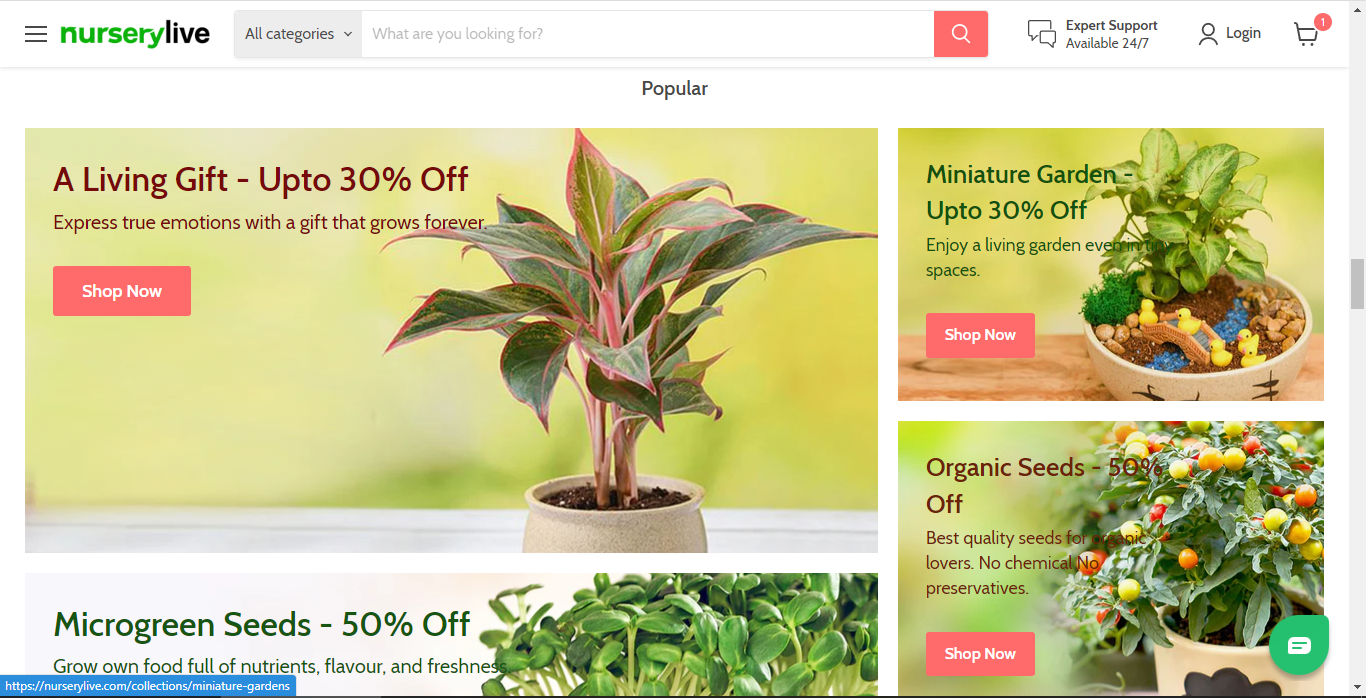 nurserylive
All categories
What are you looking for?
Expert Support
Available 24/7
Login
1
Popular
A Living Gift - Upto 30% Off
Express true emotions with a gift that grows forever.
Shop Now
Miniature Garden -
Upto 30% Off
Enjoy a living garden even in tiny
spaces.
Shop Now
Organic Seeds - 50%
Off
Best quality seeds for organic
lovers. No chemical No
preservatives.
Shop Now
Microgreen Seeds - 50% Off
Grow own food full of nutrients, flavour, and freshness
https://nurserylive.com/collections/miniature-gardens